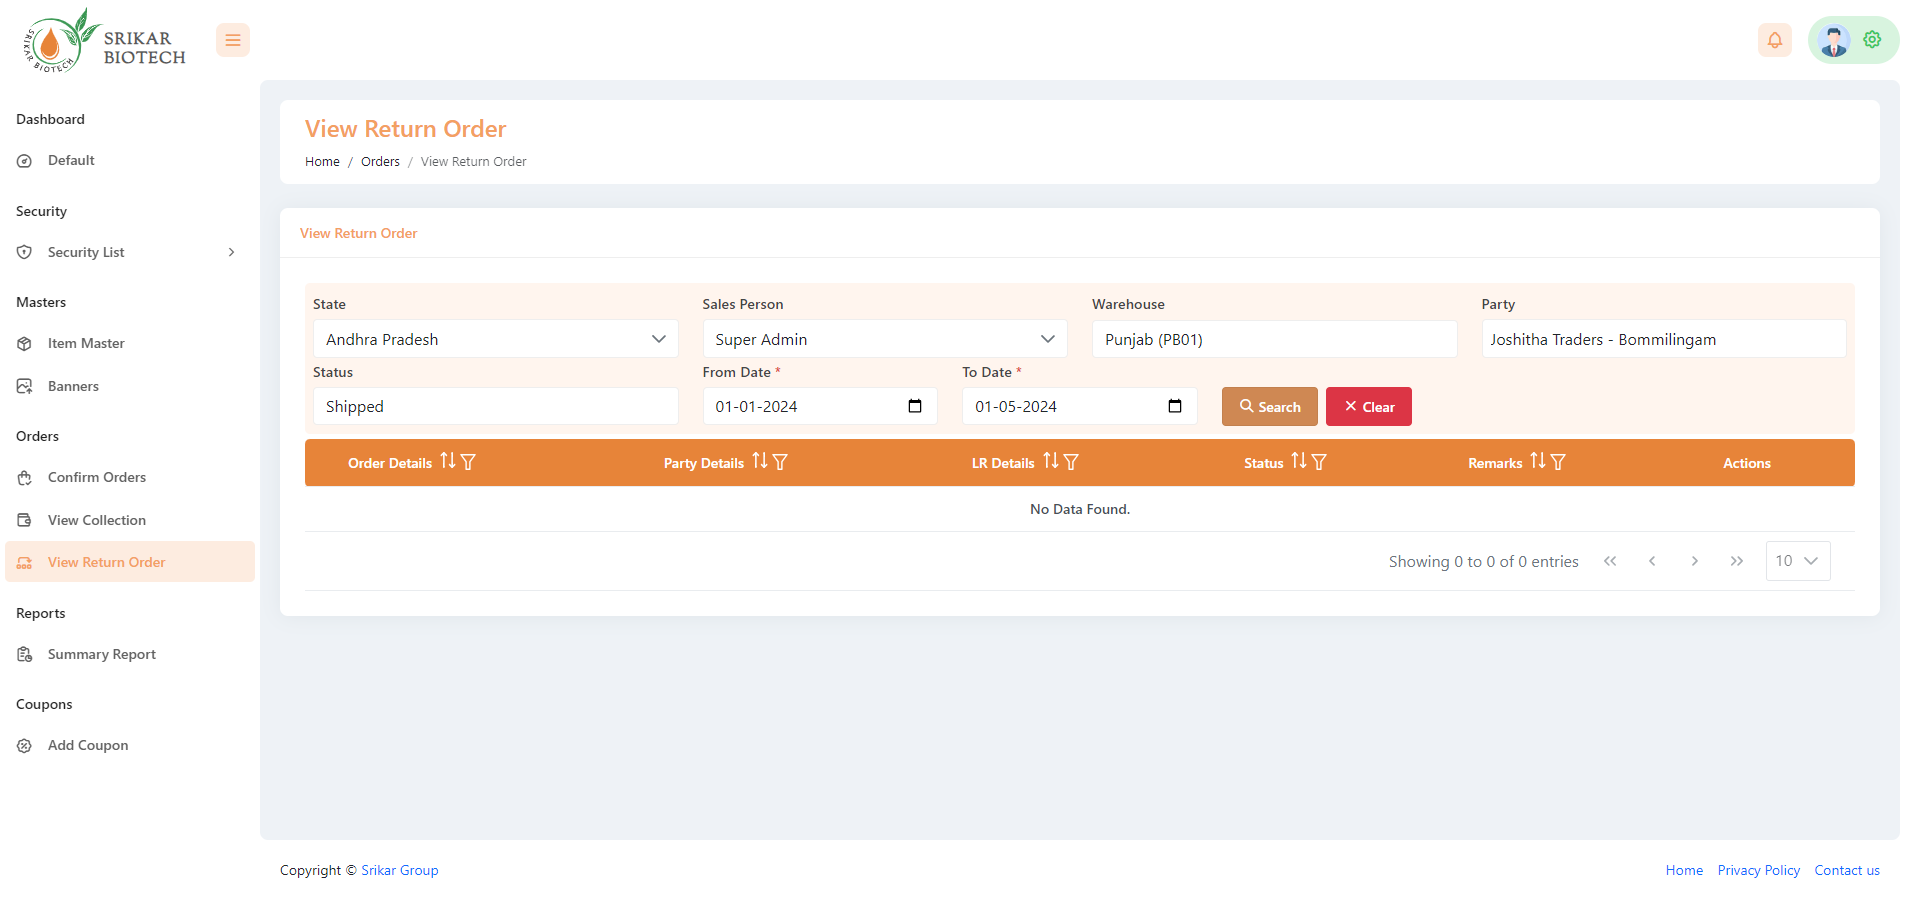 SRIKAR BIOTECH
SRIKAR
BIOTECH
Dashboard
Default
Security
Security List
Masters
Item Master
Banners
Orders
Confirm Orders
View Collection
View Return Order
Reports
Summary Report
Coupons
Add Coupon
View Return Order
Home / Orders / View Return Order
View Return Order
State Sales Person Warehouse Party
Andhra Pradesh Super Admin Punjab (PB01) Joshitha Traders - Bommilingam
Status From Date * To Date *
Shipped 01-01-2024 01-05-2024 Search Clear
Order Details Party Details LR Details Status Remarks Actions
No Data Found.
Showing 0 to 0 of 0 entries 10
Copyright © Srikar Group Home Privacy Policy Contact us